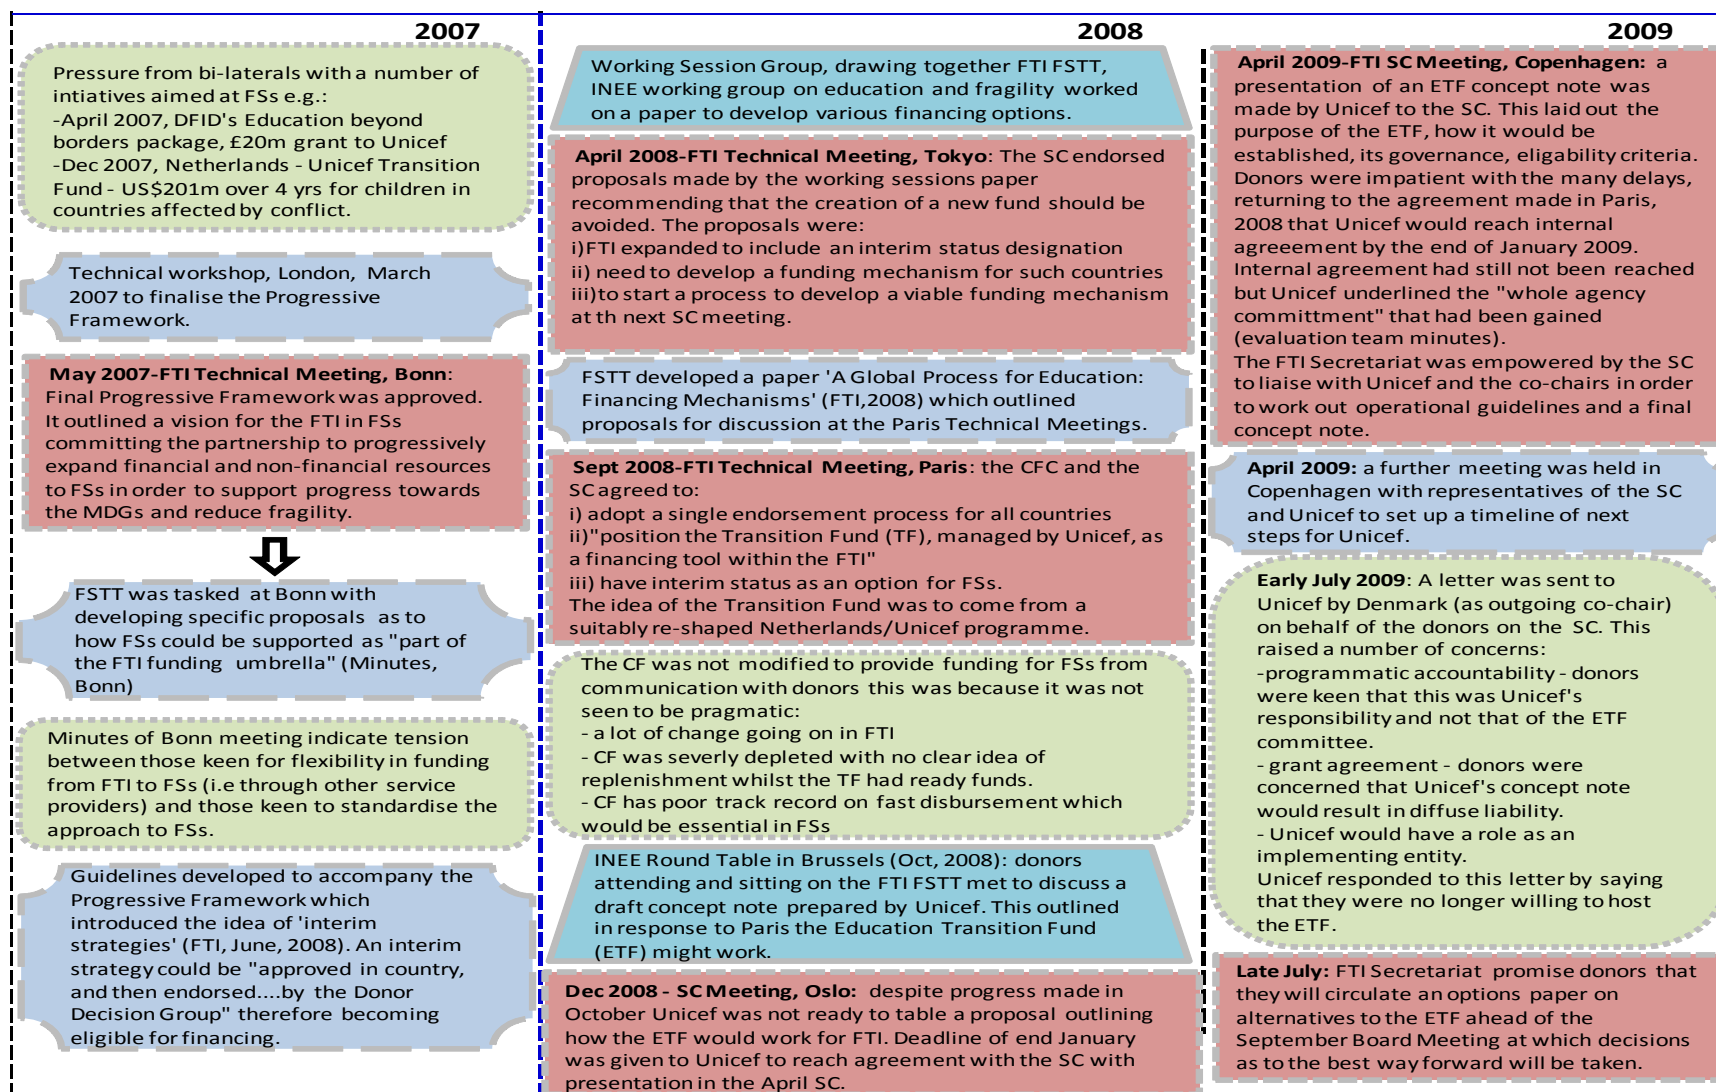 2007
Pressure from bi-laterals with a number of
intiatives aimed at FSs e.g.:
-April 2007, DFID's Education beyond
borders package, £20m grant to Unicef
-Dec 2007, Netherlands - Unicef Transition
Fund - US$201m over 4 yrs for children in
countries affected by conflict.
Technical workshop, London, March
2007 to finalise the Progressive
Framework.
May 2007-FTI Technical Meeting, Bonn:
Final Progressive Framework was approved.
It outlined a vision for the FTI in FSs
committing the partnership to progressively
expand financial and non-financial resources
to FSs in order to support progress towards
the MDGs and reduce fragility.
FSTT was tasked at Bonn with
developing specific proposals as to
how FSs could be supported as "part of
the FTI funding umbrella" (Minutes,
Bonn)
Minutes of Bonn meeting indicate tension
between those keen for flexibility in funding
from FTI to FSs (i.e through other service
providers) and those keen to standardise the
approach to FSs.
Guidelines developed to accompany the
Progressive Framework which
introduced the idea of 'interim
strategies' (FTI, June, 2008). An interim
strategy could be "approved in country,
and then endorsed....by the Donor
Decision Group" therefore becoming
eligible for financing.
2008
Working Session Group, drawing together FTI FSTT,
INEE working group on education and fragility worked
on a paper to develop various financing options.
April 2008-FTI Technical Meeting, Tokyo: The SC endorsed
proposals made by the working sessions paper
recommending that the creation of a new fund should be
avoided. The proposals were:
i)FTI expanded to include an interim status designation
ii) need to develop a funding mechanism for such countries
iii)to start a process to develop a viable funding mechanism
at th next SC meeting.
FSTT developed a paper 'A Global Process for Education:
Financing Mechanisms' (FTI,2008) which outlined
proposals for discussion at the Paris Technical Meetings.
Sept 2008-FTI Technical Meeting, Paris: the CFC and the
SC agreed to:
i) adopt a single endorsement process for all countries
ii)"position the Transition Fund (TF), managed by Unicef, as
a financing tool within the FTI"
iii) have interim status as an option for FSs.
The idea of the Transition Fund was to come from a
suitably re-shaped Netherlands/Unicef programme.
The CF was not modified to provide funding for FSs from
communication with donors this was because it was not
seen to be pragmatic:
- a lot of change going on in FTI
- CF was severly depleted with no clear idea of
replenishment whilst the TF had ready funds.
- CF has poor track record on fast disbursement which
would be essential in FSs
INEE Round Table in Brussels (Oct, 2008): donors
attending and sitting on the FTI FSTT met to discuss a
draft concept note prepared by Unicef. This outlined
in response to Paris the Education Transition Fund
(ETF) might work.
Dec 2008 - SC Meeting, Oslo: despite progress made in
October Unicef was not ready to table a proposal outlining
how the ETF would work for FTI. Deadline of end January
was given to Unicef to reach agreement with the SC with
presentation in the April SC.
2009
April 2009-FTI SC Meeting, Copenhagen: a
presentation of an ETF concept note was
made by Unicef to the SC. This laid out the
purpose of the ETF, how it would be
established, its governance, eligability criteria.
Donors were impatient with the many delays,
returning to the agreement made in Paris,
2008 that Unicef would reach internal
agreeement by the end of January 2009.
Internal agreement had still not been reached
but Unicef underlined the "whole agency
committment" that had been gained
(evaluation team minutes).
The FTI Secretariat was empowered by the SC
to liaise with Unicef and the co-chairs in order
to work out operational guidelines and a final
concept note.
April 2009: a further meeting was held in
Copenhagen with representatives of the SC
and Unicef to set up a timeline of next
steps for Unicef.
Early July 2009: A letter was sent to
Unicef by Denmark (as outgoing co-chair)
on behalf of the donors on the SC. This
raised a number of concerns:
-programmatic accountability - donors
were keen that this was Unicef's
responsibility and not that of the ETF
committee.
- grant agreement - donors were
concerned that Unicef's concept note
would result in diffuse liability.
- Unicef would have a role as an
implementing entity.
Unicef responded to this letter by saying
that they were no longer willing to host
the ETF.
Late July: FTI Secretariat promise donors that
they will circulate an options paper on
alternatives to the ETF ahead of the
September Board Meeting at which decisions
as to the best way forward will be taken.